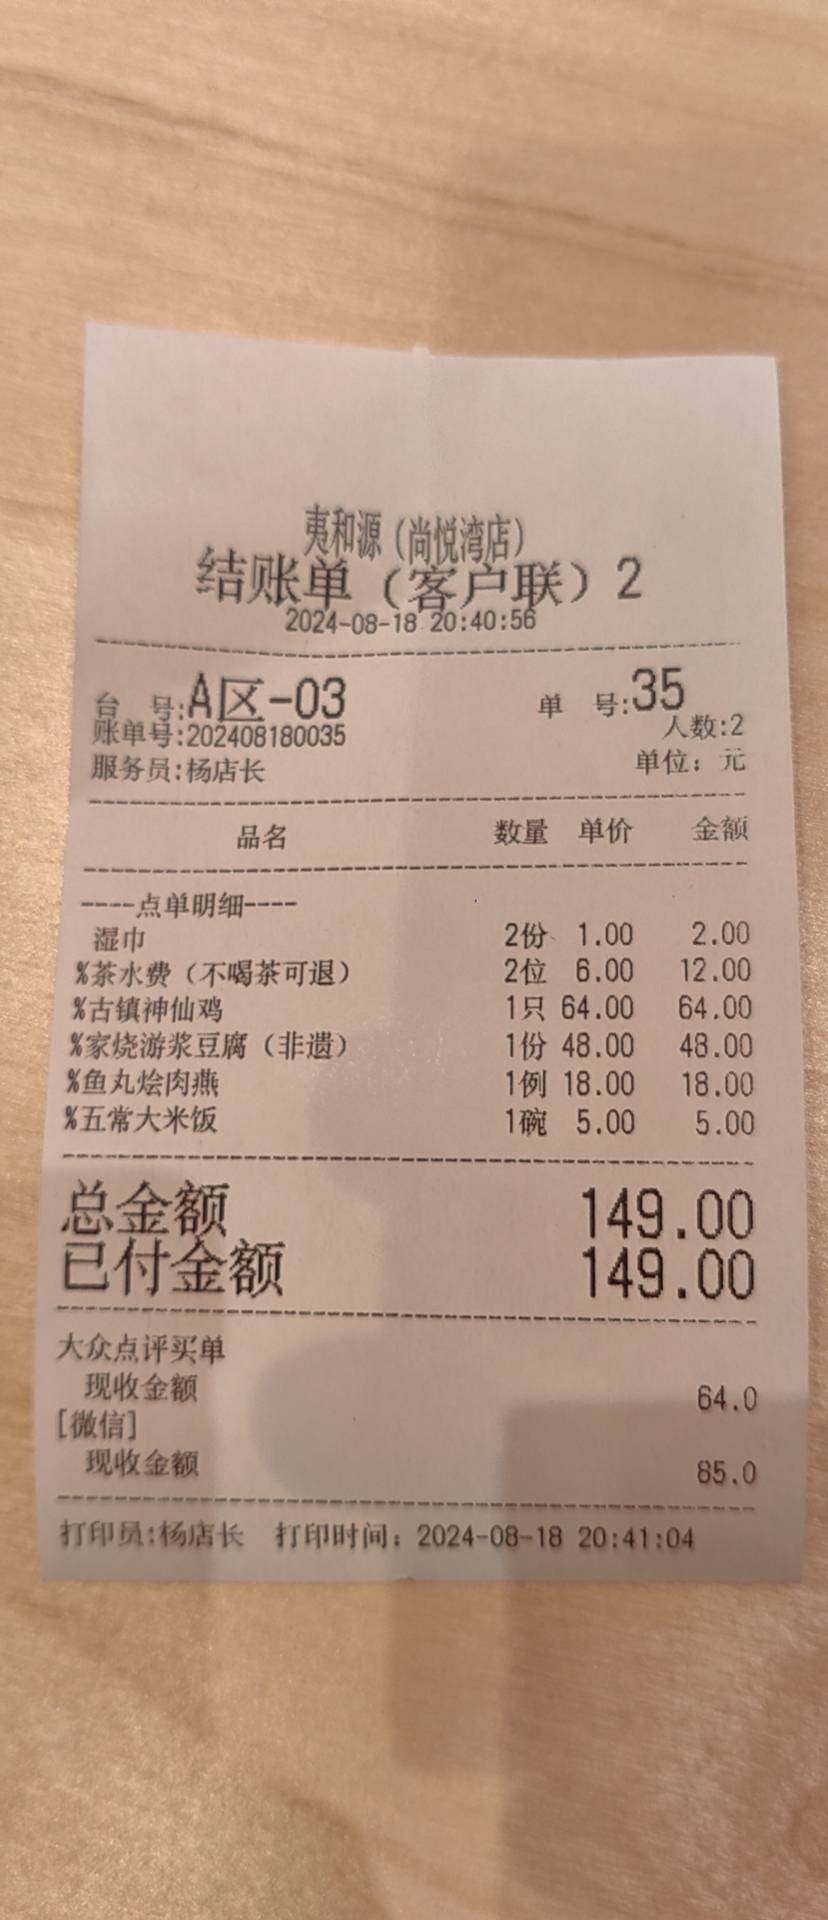 夷和源（尚悦湾店）
结账单（客户联）2
2024-08-18 20:40:56
台 号:A区-03 单 号:35
账单号:202408180035 人数:2
服务员:杨店长 单位：元
品名 数量 单价 金额
----点单明细----
湿巾 2份 1.00 2.00
%茶水费（不喝茶可退） 2位 6.00 12.00
%古镇神仙鸡 1只 64.00 64.00
%家烧游浆豆腐（非遗） 1份 48.00 48.00
%鱼丸烩肉燕 1例 18.00 18.00
%五常大米饭 1碗 5.00 5.00
总金额 149.00
已付金额 149.00
大众点评买单
现收金额 64.0
[微信]
现收金额 85.0
打印员:杨店长 打印时间：2024-08-18 20:41:04